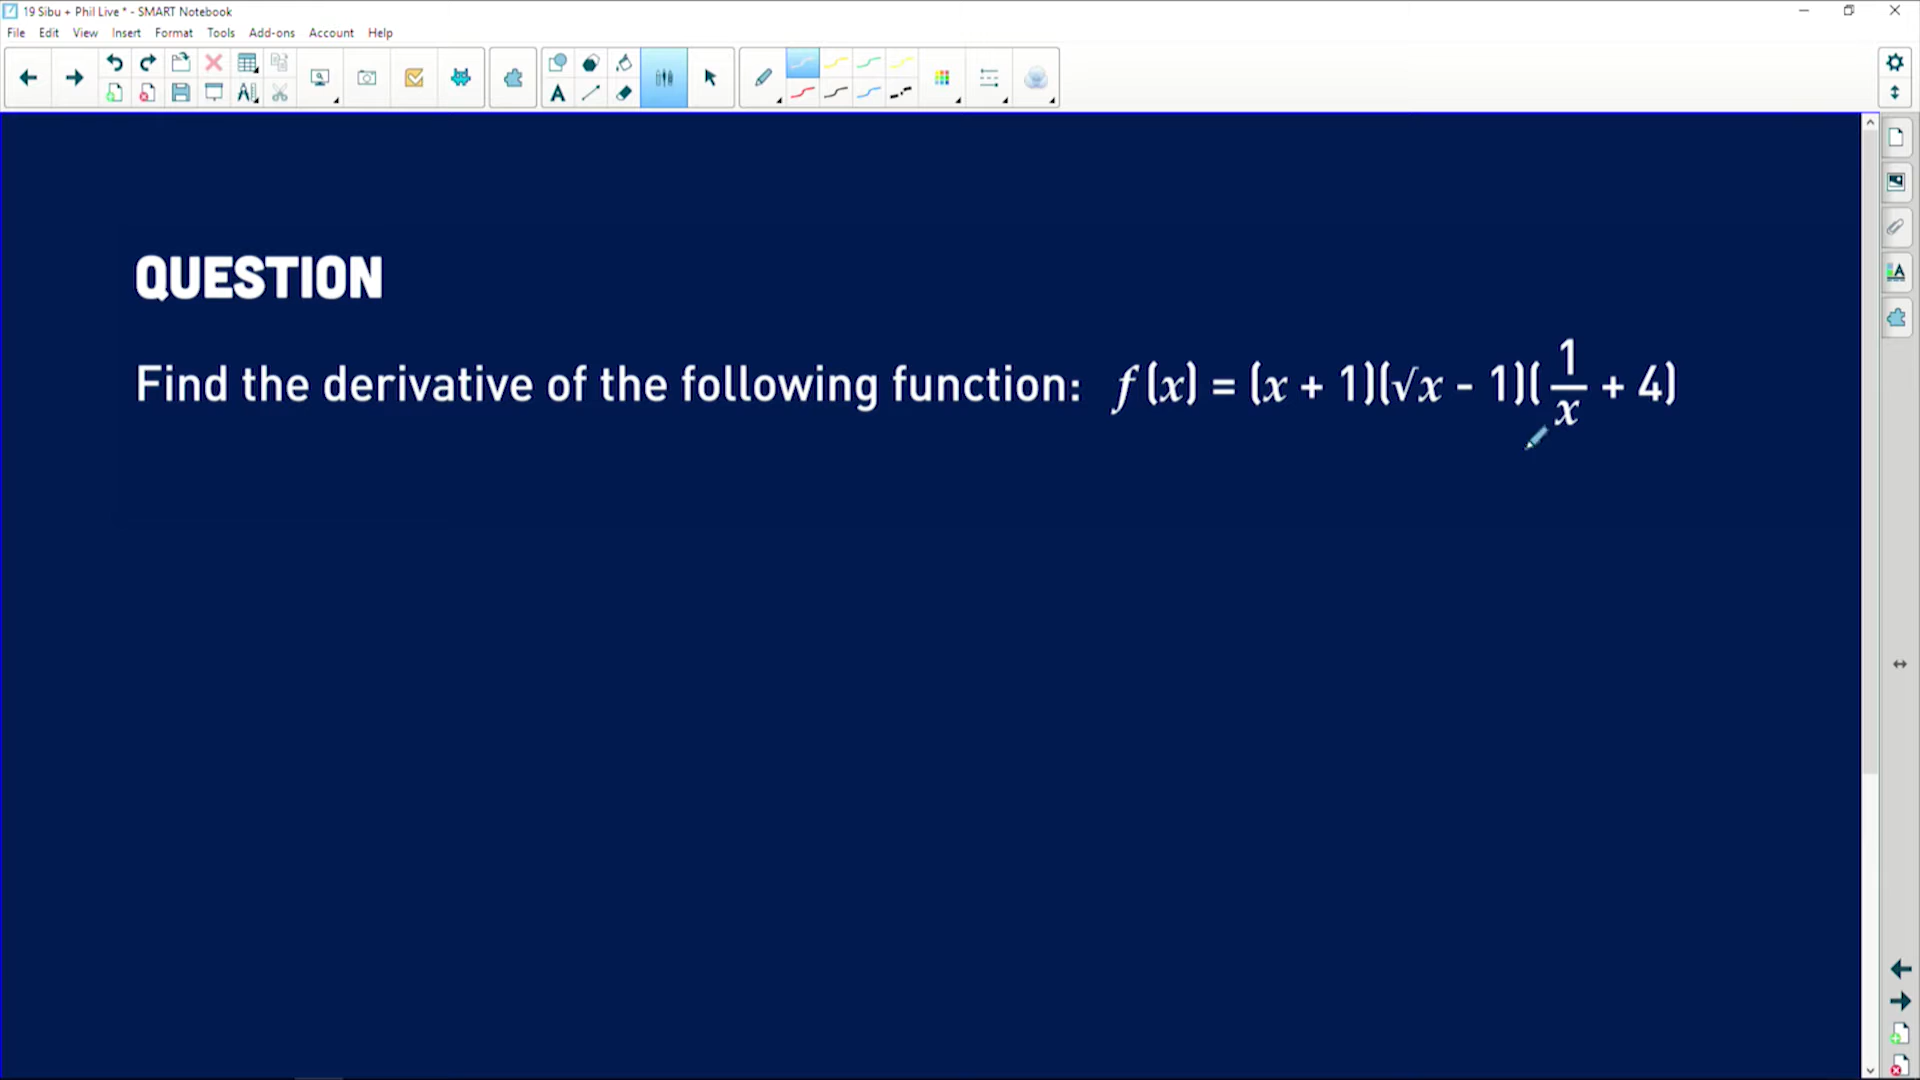 19 Sibu + Phil Live * - SMART Notebook
File Edit View Insert Format Tools Add-ons Account Help
QUESTION
Find the derivative of the following function: f(x) = (x + 1)(√x - 1)(1/x + 4)